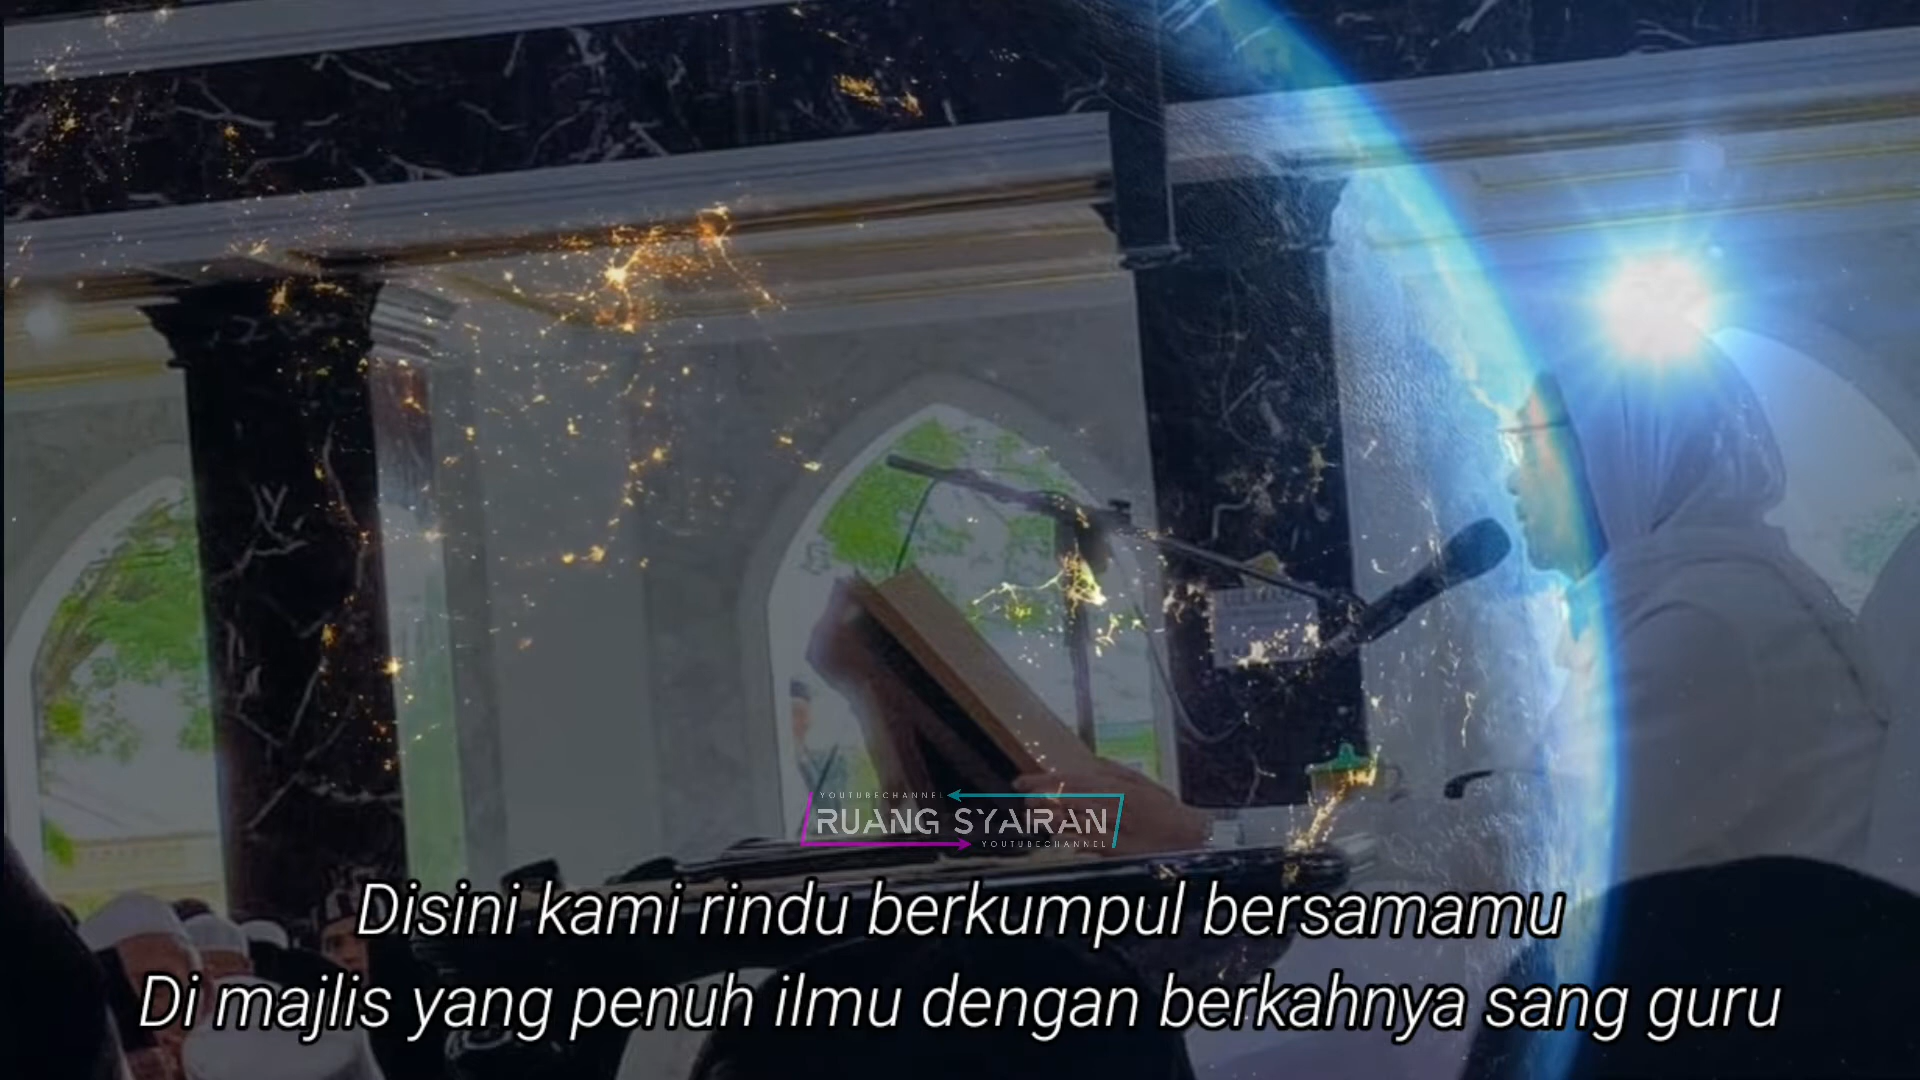 YOUTUBECHANNEL
RUANG SYAIRAN
YOUTUBECHANNEL
Disini kami rindu berkumpul bersamamu
Di majlis yang penuh ilmu dengan berkahnya sang guru